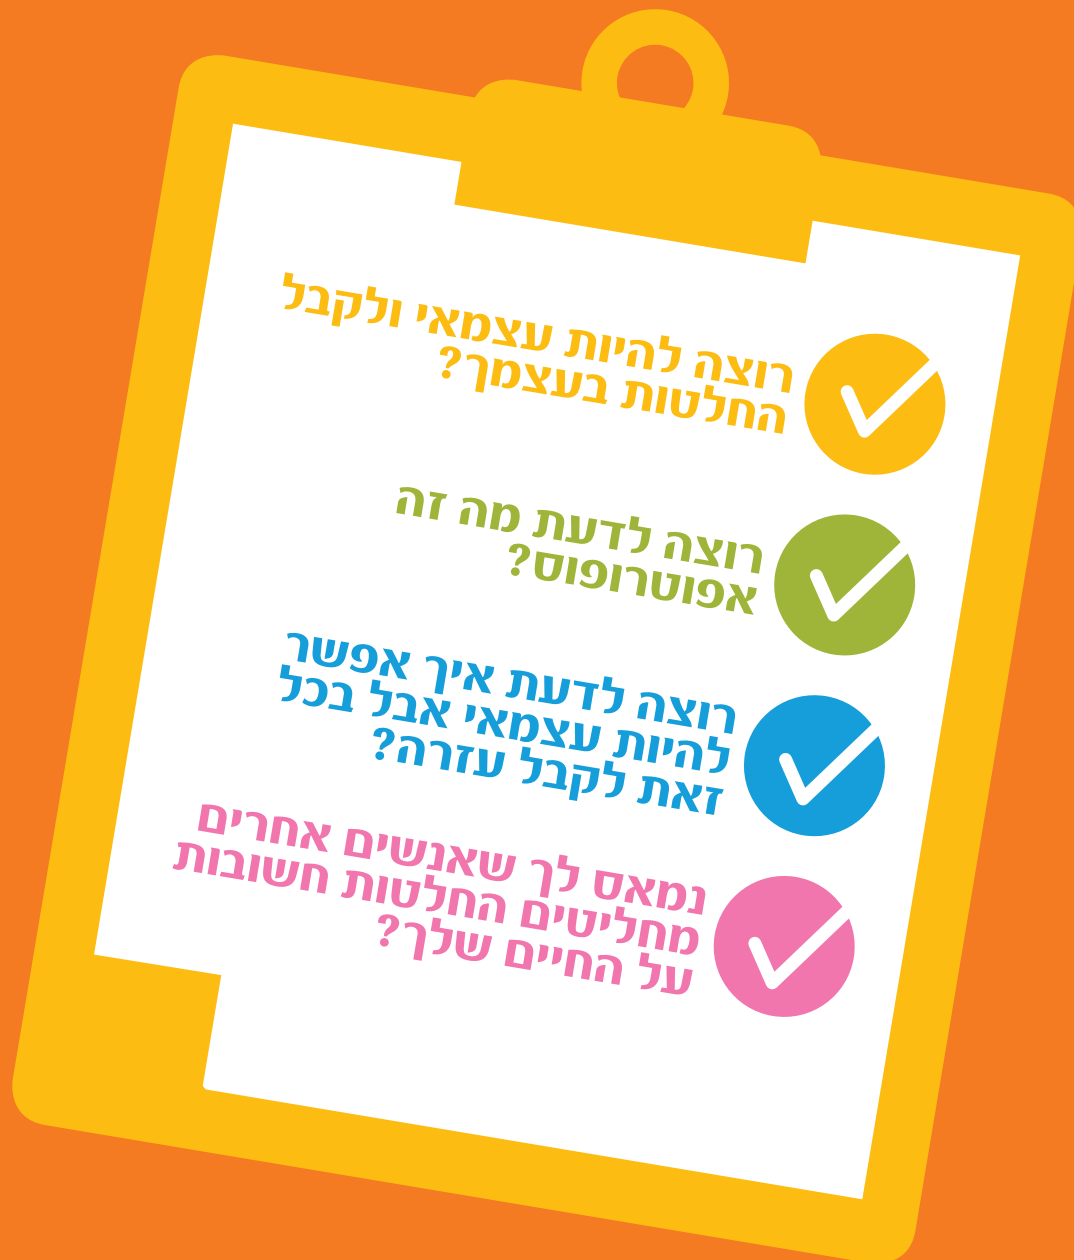 רוצה להיות עצמאי ולקבל
החלטות בעצמך?
רוצה לדעת מה זה
אפוטרופוס?
רוצה לדעת איך אפשר
להיות עצמאי אבל בכל
זאת לקבל עזרה?
נמאס לך שאנשים אחרים
מחליטים החלטות חשובות
על החיים שלך?